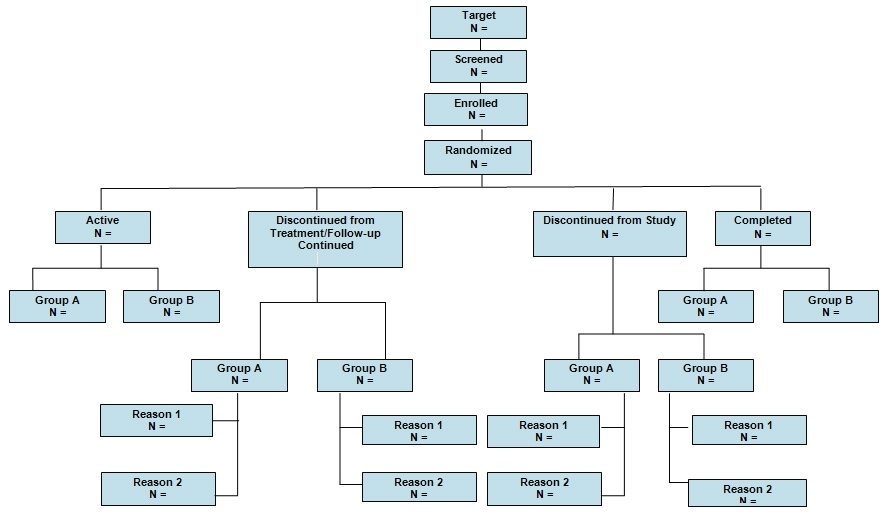 Target
N =
Screened
N =
Enrolled
N =
Randomized
N =
Active
N =
Discontinued from
Treatment/Follow-up
Continued
Discontinued from Study
N =
Completed
N =
Group A
N =
Group B
N =
Group A
N =
Group B
N =
Group A
N =
Group B
N =
Group A
N =
Group B
N =
Reason 1
N =
Reason 1
N =
Reason 1
N =
Reason 1
N =
Reason 2
N =
Reason 2
N =
Reason 2
N =
Reason 2
N =